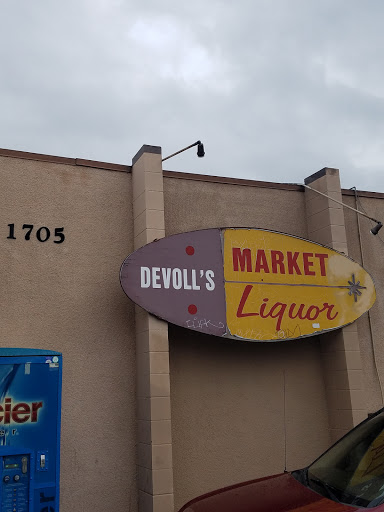 1705
DEVOLL'S
MARKET
Liquor
cier